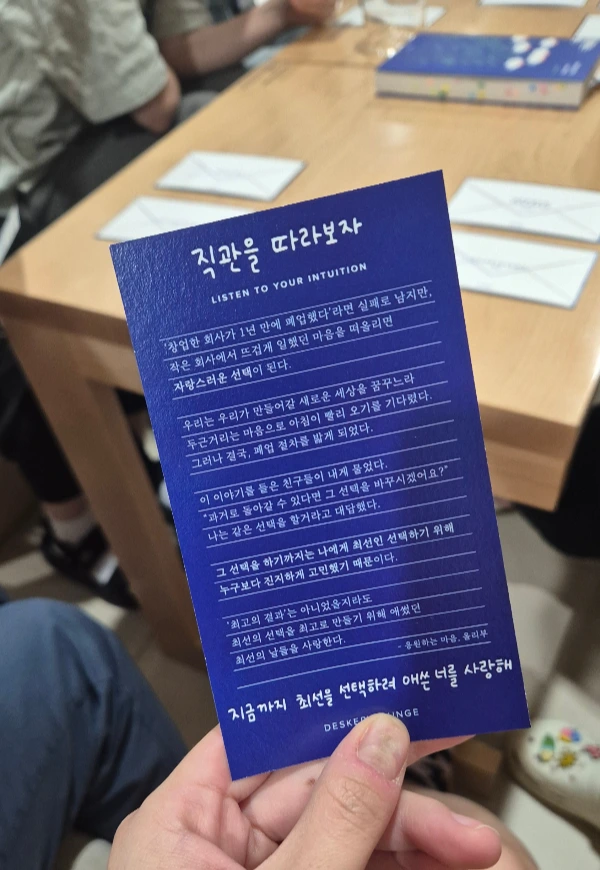 직관을 따라보자
LISTEN TO YOUR INTUITION
'창업한 회사가 1년 만에 폐업했다'라면 실패로 남지만,
작은 회사에서 뜨겁게 일했던 마음을 떠올리면
자랑스러운 선택이 된다.
우리는 우리가 만들어갈 새로운 세상을 꿈꾸느라
두근거리는 마음으로 아침이 빨리 오기를 기다렸다.
그러나 결국, 폐업 절차를 밟게 되었다.
이 이야기를 들은 친구들이 내게 물었다.
"과거로 돌아갈 수 있다면 그 선택을 바꾸시겠어요?"
나는 같은 선택을 할거라고 대답했다.
그 선택을 하기까지는 나에게 최선인 선택하기 위해
누구보다 진지하게 고민했기 때문이다.
'최고의 결과'는 아니었을지라도
최선의 선택을 최고로 만들기 위해 애썼던
최선의 날들을 사랑한다.
- 응원하는 마음, 올리부
지금까지 최선을 선택하려 애쓴 너를 사랑해
DESKER UNGE